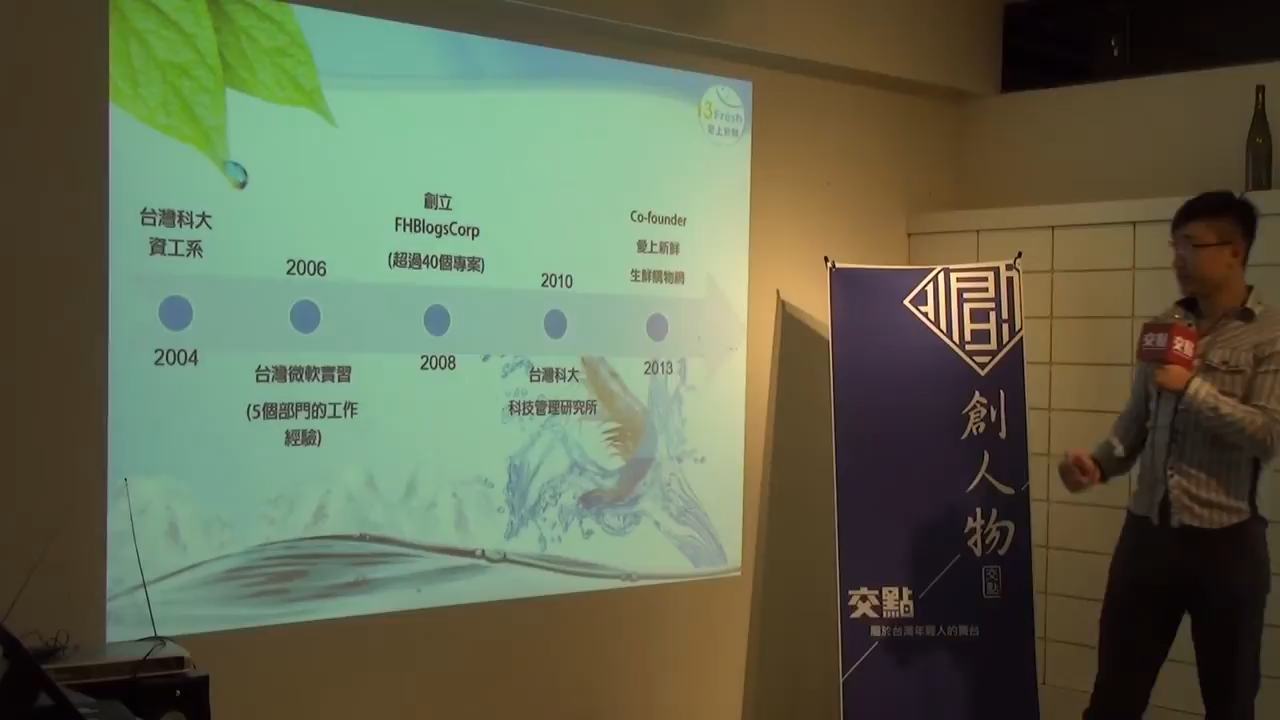 i3Fresh
愛上新鮮
台灣科大
資工系
2004
2006
台灣微軟實習
(5個部門的工作
經驗)
創立
FHBlogsCorp
(超過40個專案)
2008
2010
台灣科大
科技管理研究所
Co-founder
愛上新鮮
生鮮購物網
2013
創人物
交點
交點
屬於台灣年輕人的舞台
交點
交點